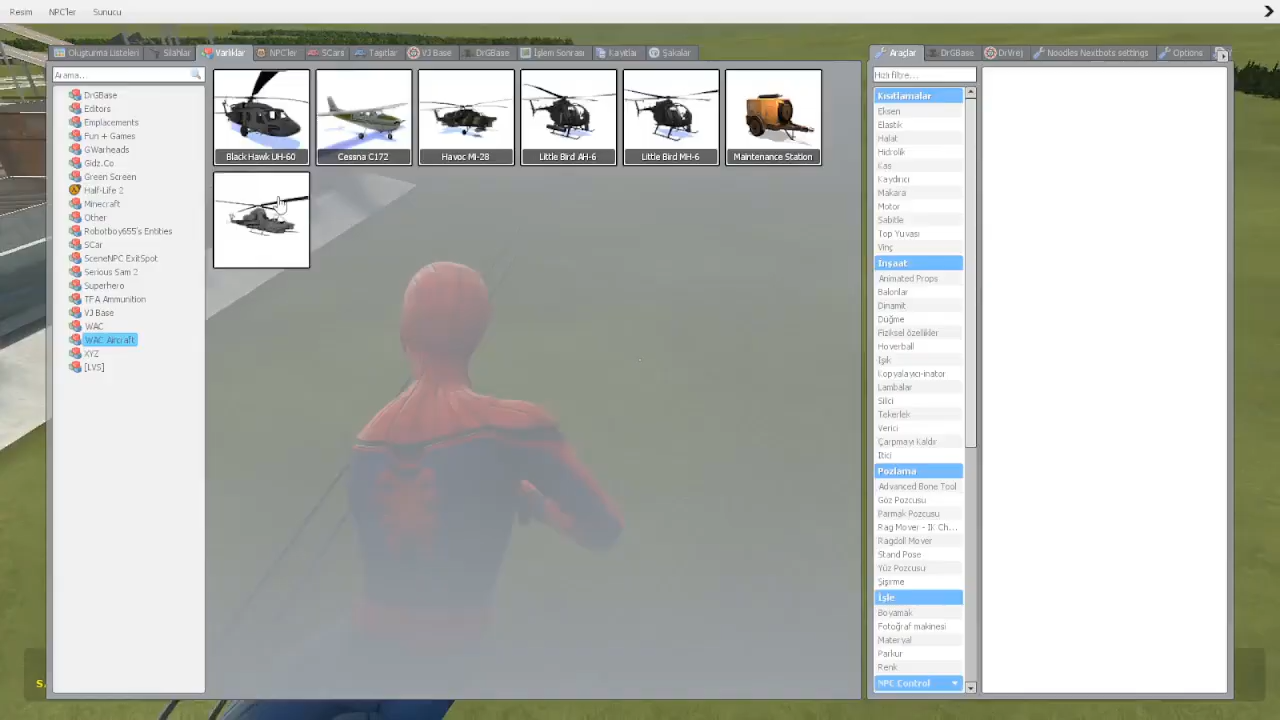 Resim NPC'ler Sunucu
Oluşturma Listeleri Silahlar Varlıklar NPC'ler SCars Taşıtlar VJ Base DrGBase İşlem Sonrası Kayıtlar Şakalar
Araçlar DrGBase DrVrej Noodles Nextbots settings Options
Arama...
DrGBase
Editors
Emplacements
Fun + Games
GWarheads
Gidz.Co
Green Screen
Half-Life 2
Minecraft
Other
Robotboy655's Entities
SCar
SceneNPC ExitSpot
Serious Sam 2
Superhero
TFA Ammunition
VJ Base
WAC
WAC Aircraft
XYZ
[LVS]
Black Hawk UH-60
Cessna C172
Havoc Mi-28
Little Bird AH-6
Little Bird MH-6
Maintenance Station
Hızlı filtre...
Kısıtlamalar
Eksen
Elastik
Halat
Hidrolik
Kas
Kaydırıcı
Makara
Motor
Sabitle
Top Yuvası
Vinç
İnşaat
Animated Props
Balonlar
Dinamit
Düğme
Fiziksel özellikler
Hoverball
Işık
Kopyalayıcı-inator
Lambalar
Silici
Tekerlek
Verici
Çarpmayı Kaldır
İtici
Pozlama
Advanced Bone Tool
Göz Pozcusu
Parmak Pozcusu
Rag Mover - IK Ch...
Ragdoll Mover
Stand Pose
Yüz Pozcusu
Şişirme
İşle
Boyamak
Fotoğraf makinesi
Materyal
Parkur
Renk
NPC Control
S